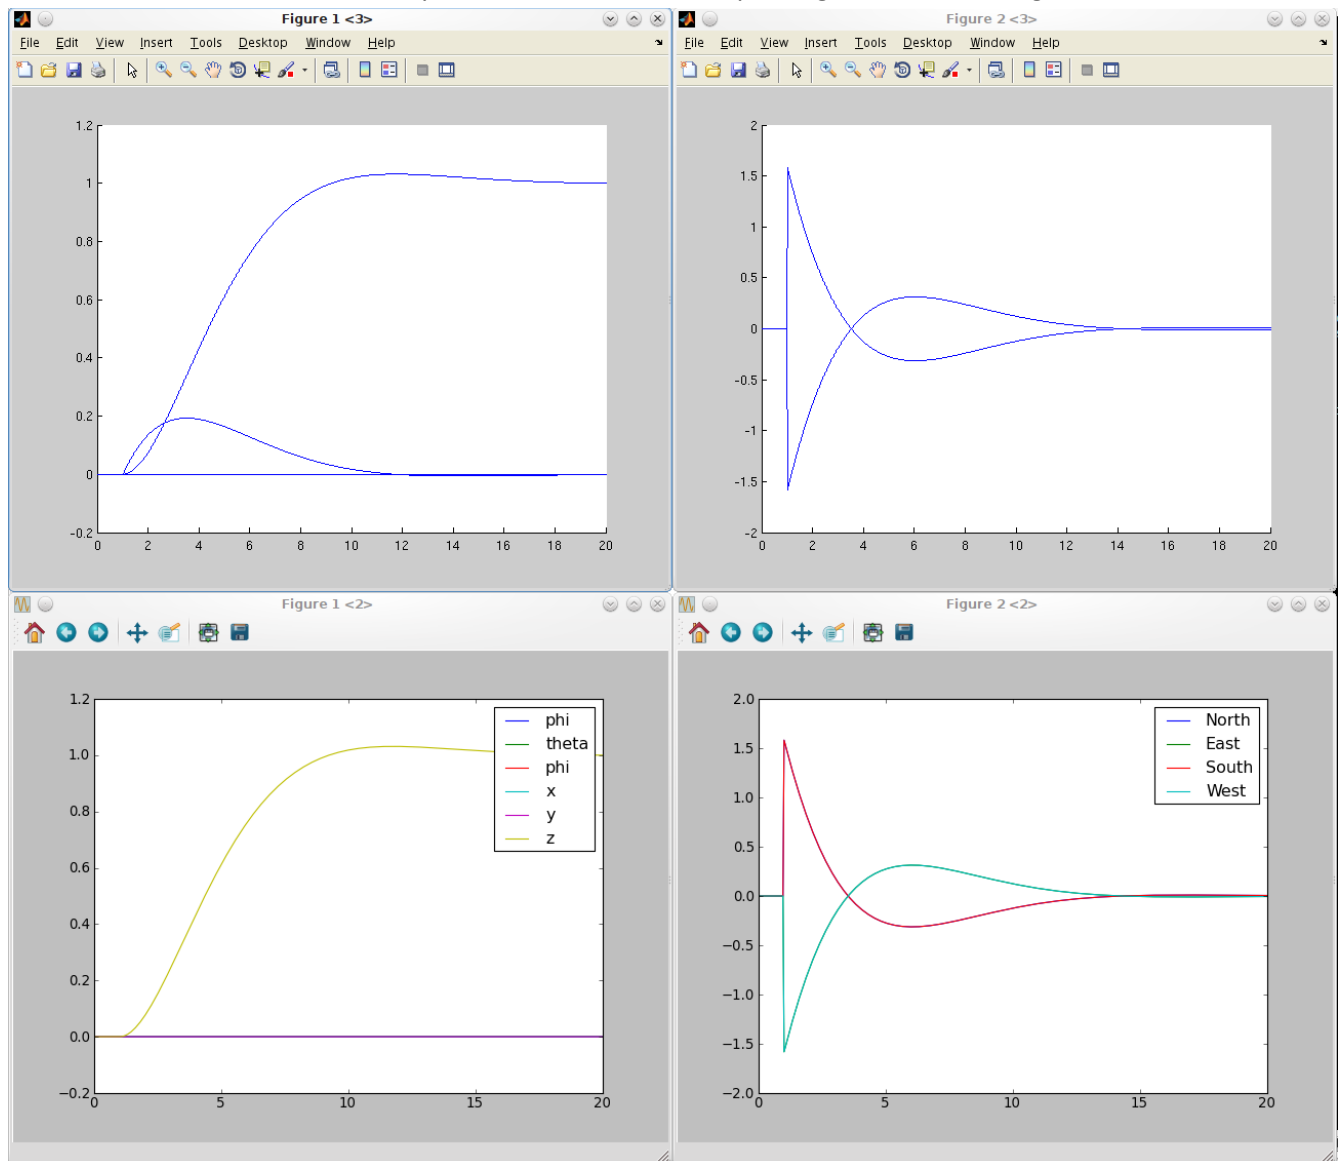 Figure 1 <3>
File Edit View Insert Tools Desktop Window Help
1.2
1
0.8
0.6
0.4
0.2
0
-0.2
0 2 4 6 8 10 12 14 16 18 20
Figure 2 <3>
File Edit View Insert Tools Desktop Window Help
2
1.5
1
0.5
0
-0.5
-1
-1.5
-2
0 2 4 6 8 10 12 14 16 18 20
Figure 1 <2>
1.2
1.0
0.8
0.6
0.4
0.2
0.0
−0.2
0 5 10 15 20
phi
theta
phi
x
y
z
Figure 2 <2>
2.0
1.5
1.0
0.5
0.0
−0.5
−1.0
−1.5
−2.0
0 5 10 15 20
North
East
South
West